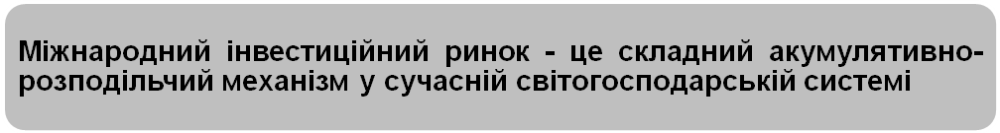 Міжнародний інвестиційний ринок - це складний акумулятивно-
розподільчий механізм у сучасній світогосподарській системі